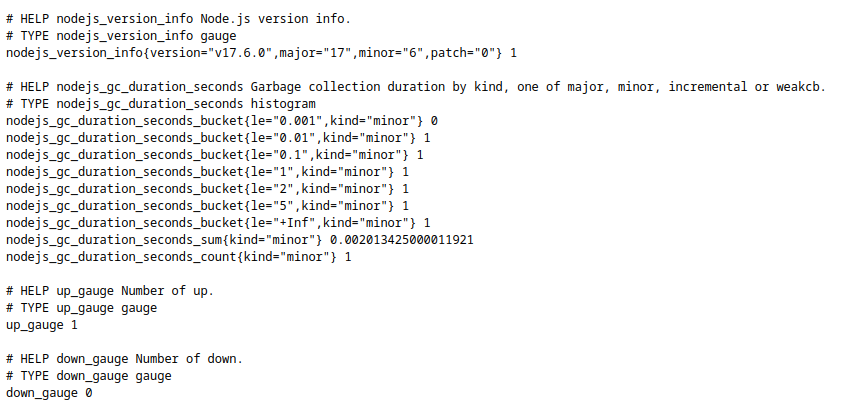 # HELP nodejs_version_info Node.js version info.
# TYPE nodejs_version_info gauge
nodejs_version_info{version="v17.6.0",major="17",minor="6",patch="0"} 1

# HELP nodejs_gc_duration_seconds Garbage collection duration by kind, one of major, minor, incremental or weakcb.
# TYPE nodejs_gc_duration_seconds histogram
nodejs_gc_duration_seconds_bucket{le="0.001",kind="minor"} 0
nodejs_gc_duration_seconds_bucket{le="0.01",kind="minor"} 1
nodejs_gc_duration_seconds_bucket{le="0.1",kind="minor"} 1
nodejs_gc_duration_seconds_bucket{le="1",kind="minor"} 1
nodejs_gc_duration_seconds_bucket{le="2",kind="minor"} 1
nodejs_gc_duration_seconds_bucket{le="5",kind="minor"} 1
nodejs_gc_duration_seconds_bucket{le="+Inf",kind="minor"} 1
nodejs_gc_duration_seconds_sum{kind="minor"} 0.002013425000011921
nodejs_gc_duration_seconds_count{kind="minor"} 1

# HELP up_gauge Number of up.
# TYPE up_gauge gauge
up_gauge 1

# HELP down_gauge Number of down.
# TYPE down_gauge gauge
down_gauge 0